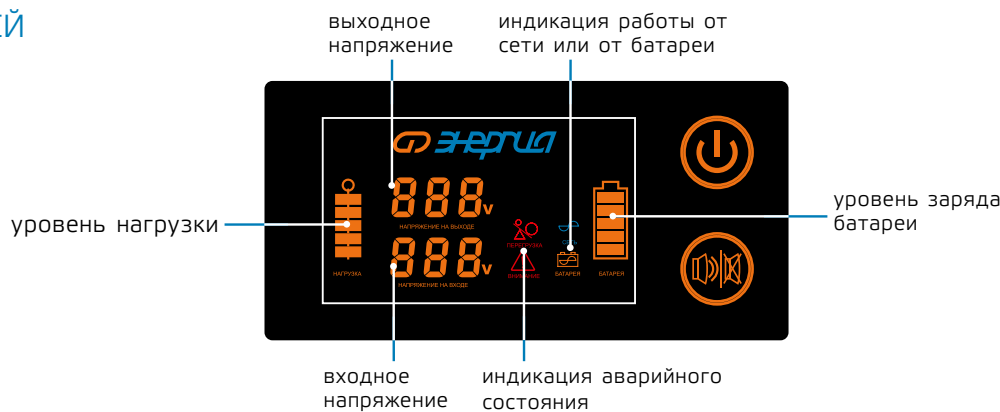 ЕЙ
выходное
напряжение
индикация работы от
сети или от батареи
энергия
888v
НАПРЯЖЕНИЕ НА ВЫХОДЕ
уровень нагрузки
ПЕРЕГРУЗКА
уровень заряда
батареи
888v
НАГРУЗКА
БАТАРЕЯ
БАТАРЕЯ
НАПРЯЖЕНИЕ НА ВХОДЕ
входное
напряжение
индикация аварийного
состояния